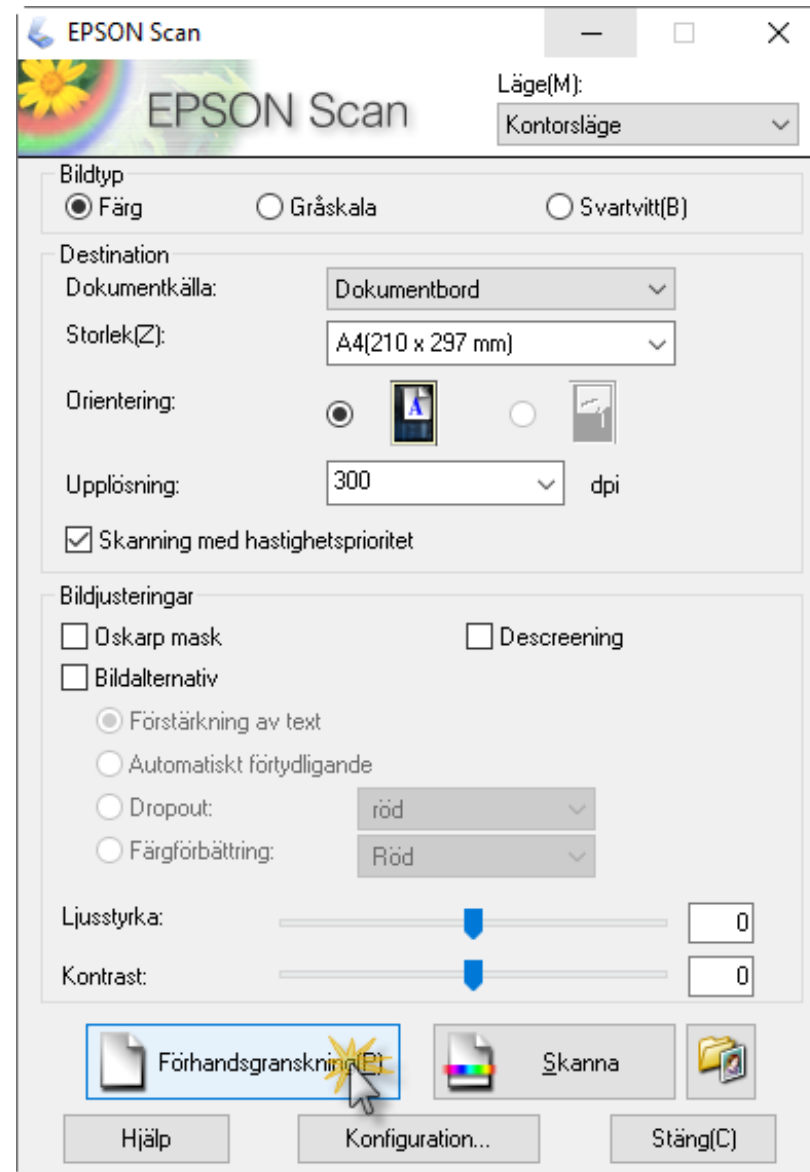 EPSON Scan
EPSON Scan
Läge(M):
Kontorsläge
Bildtyp
Färg Gråskala Svartvitt(B)
Destination
Dokumentkälla: Dokumentbord
Storlek(Z): A4(210 x 297 mm)
Orientering: A
Upplösning: 300 dpi
Skanning med hastighetsprioritet
Bildjusteringar
Oskarp mask Descreening
Bildalternativ
Förstärkning av text
Automatiskt förtydligande
Dropout: röd
Färgförbättring: Röd
Ljusstyrka: 0
Kontrast: 0
Förhandsgranskning(P) Skanna
Hjälp Konfiguration... Stäng(C)